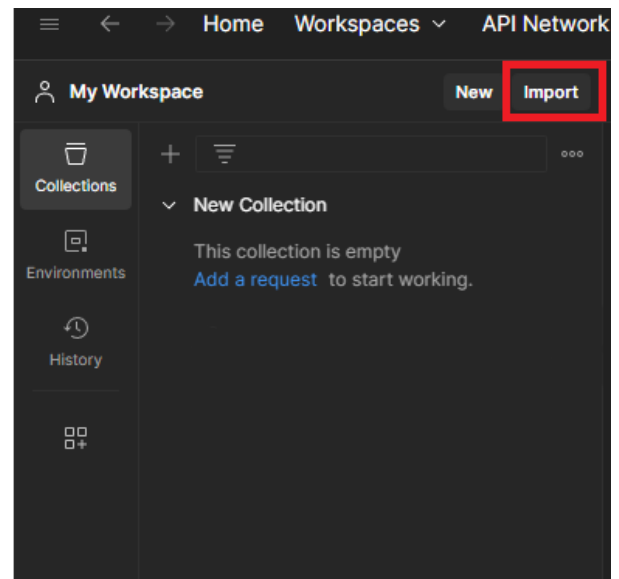 Home Workspaces API Network
My Workspace New Import
Collections
New Collection
This collection is empty
Environments
Add a request to start working.
History